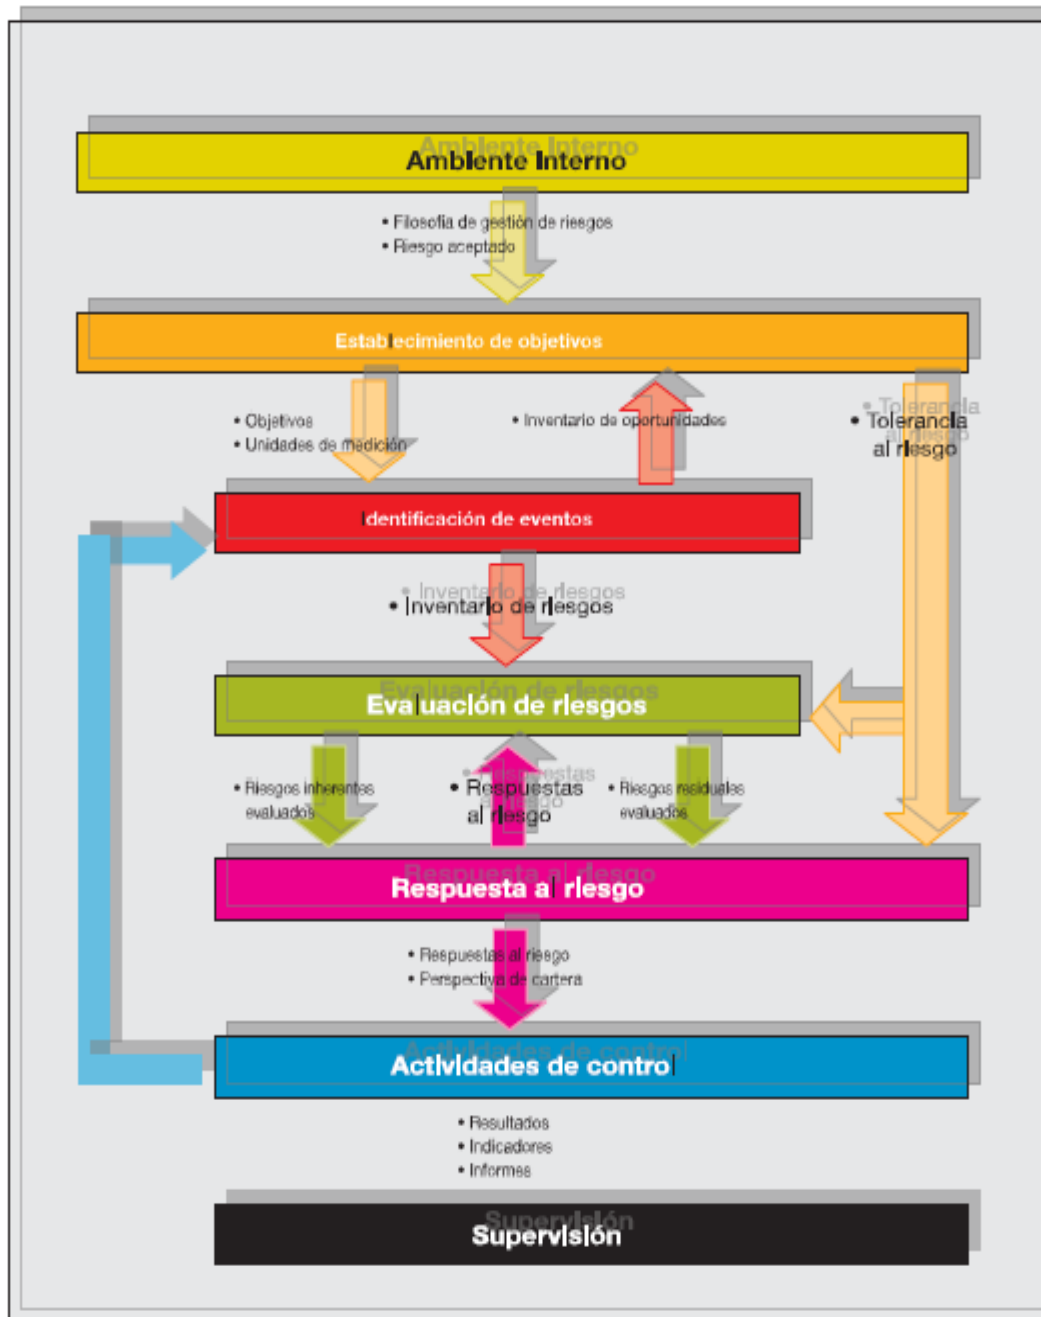 Ambiente Interno
• Filosofía de gestión de riesgos
• Riesgo aceptado
Establecimiento de objetivos
• Objetivos
• Unidades de medición
• Inventario de oportunidades
• Tolerancia
al riesgo
Identificación de eventos
• Inventario de riesgos
Evaluación de riesgos
• Riesgos inherentes
evaluados
• Respuestas
al riesgo
• Riesgos residuales
evaluados
Respuesta al riesgo
• Respuestas al riesgo
• Perspectiva de cartera
Actividades de control
• Resultados
• Indicadores
• Informes
Supervisión